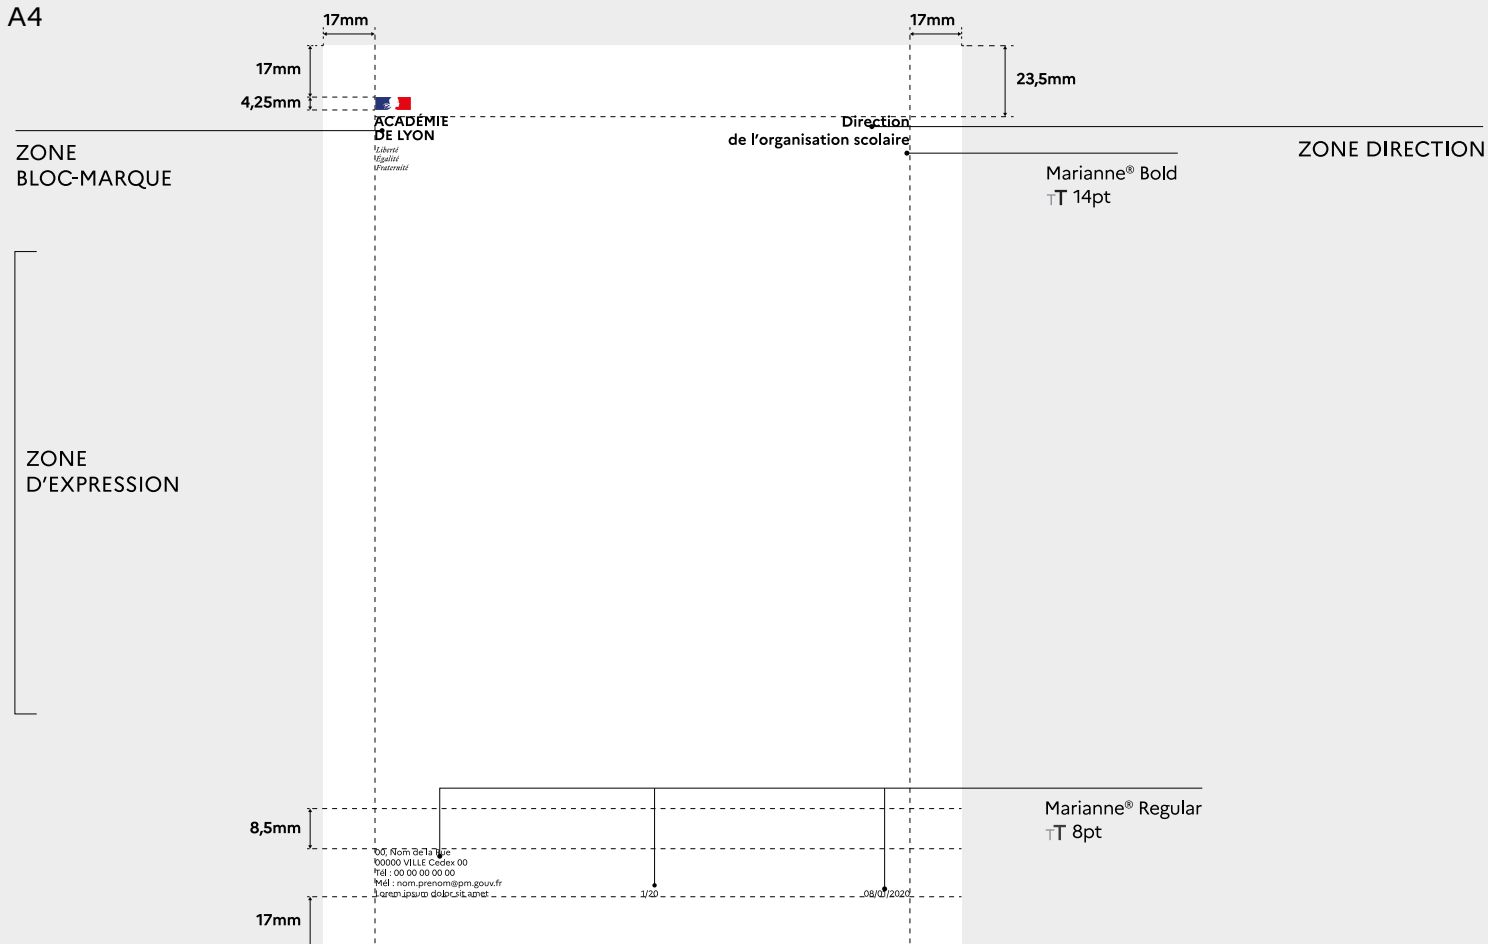 A4
17mm
17mm
17mm
23,5mm
4,25mm
ACADÉMIE
DE LYON
Liberté
Égalité
Fraternité
Direction
de l'organisation scolaire
ZONE
BLOC-MARQUE
ZONE DIRECTION
Marianne® Bold
TT 14pt
ZONE
D'EXPRESSION
Marianne® Regular
TT 8pt
8,5mm
00, Nom de la Rue
00000 VILLE Cedex 00
Tél : 00 00 00 00 00
Mél : nom.prenom@pm.gouv.fr
Lorem ipsum dolor sit amet
1/20
08/01/2020
17mm